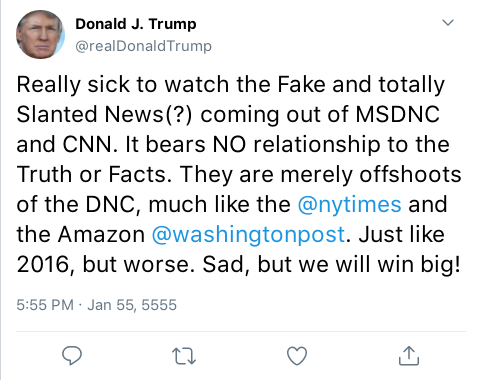 Donald J. Trump
@realDonaldTrump
Really sick to watch the Fake and totally
Slanted News(?) coming out of MSDNC
and CNN. It bears NO relationship to the
Truth or Facts. They are merely offshoots
of the DNC, much like the @nytimes and
the Amazon @washingtonpost. Just like
2016, but worse. Sad, but we will win big!
5:55 PM · Jan 55, 5555